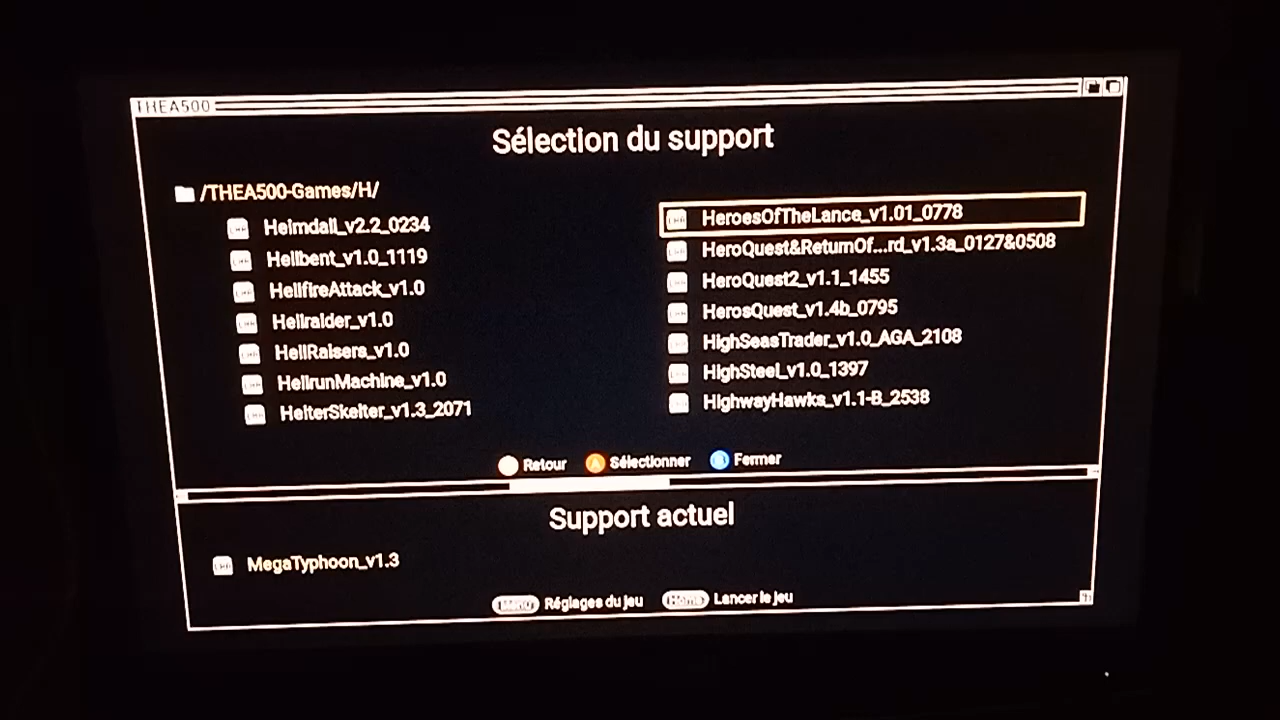 THEA500
Sélection du support
/THEA500-Games/H/
Heimdall_v2.2_0234
Hellbent_v1.0_1119
HellfireAttack_v1.0
Hellraider_v1.0
HellRaisers_v1.0
HellrunMachine_v1.0
HelterSkelter_v1.3_2071
HeroesOfTheLance_v1.01_0778
HeroQuest&ReturnOf...rd_v1.3a_0127&0508
HeroQuest2_v1.1_1455
HerosQuest_v1.4b_0795
HighSeasTrader_v1.0_AGA_2108
HighSteel_v1.0_1397
HighwayHawks_v1.1-B_2538
Retour A Sélectionner B Fermer
Support actuel
MegaTyphoon_v1.3
Menu Réglages du jeu Home Lancer le jeu